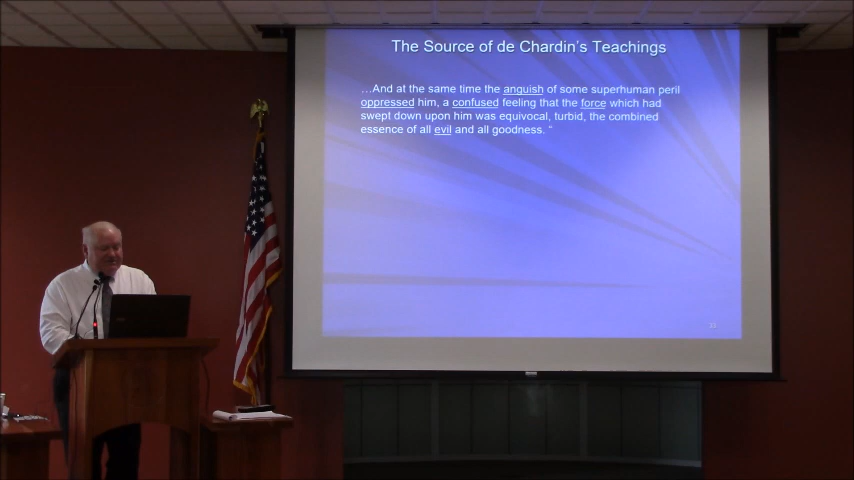 The Source of de Chardin's Teachings
…And at the same time the anguish of some superhuman peril
oppressed him, a confused feeling that the force which had
swept down upon him was equivocal, turbid, the combined
essence of all evil and all goodness. “